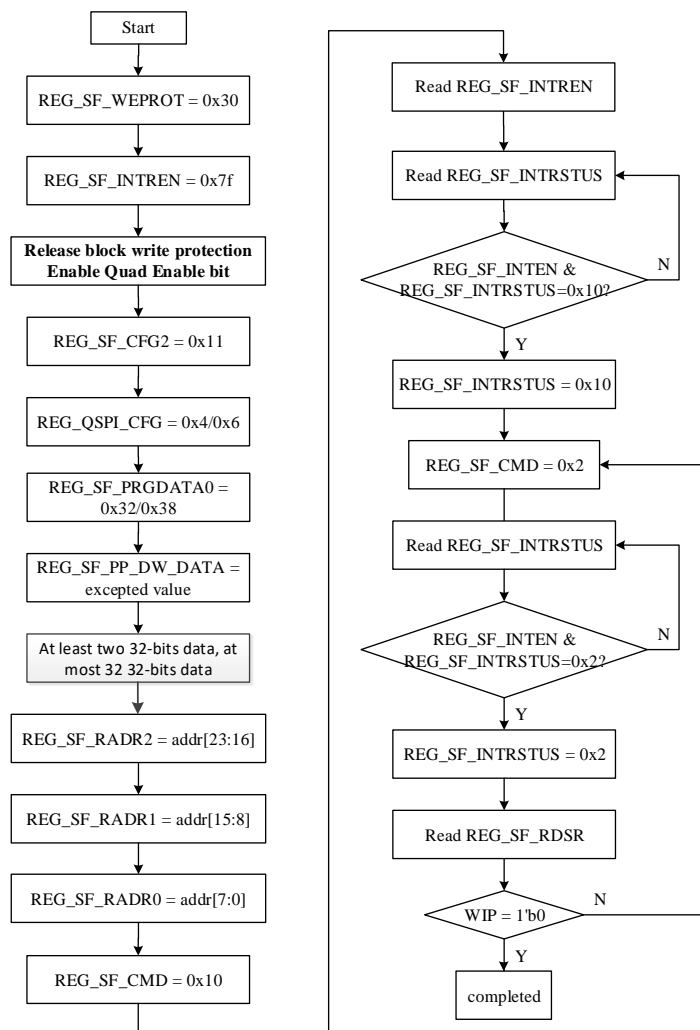 Start
REG_SF_WEPROT = 0x30
REG_SF_INTREN = 0x7f
Release block write protection
Enable Quad Enable bit
REG_SF_CFG2 = 0x11
REG_QSPI_CFG = 0x4/0x6
REG_SF_PRGDATA0 =
0x32/0x38
REG_SF_PP_DW_DATA =
excepted value
At least two 32-bits data, at
most 32 32-bits data
REG_SF_RADR2 = addr[23:16]
REG_SF_RADR1 = addr[15:8]
REG_SF_RADR0 = addr[7:0]
REG_SF_CMD = 0x10
Read REG_SF_INTREN
Read REG_SF_INTRSTUS
REG_SF_INTEN &
REG_SF_INTRSTUS=0x10?
N
Y
REG_SF_INTRSTUS = 0x10
REG_SF_CMD = 0x2
Read REG_SF_INTRSTUS
REG_SF_INTEN &
REG_SF_INTRSTUS=0x2?
N
Y
REG_SF_INTRSTUS = 0x2
Read REG_SF_RDSR
WIP = 1'b0
N
Y
completed